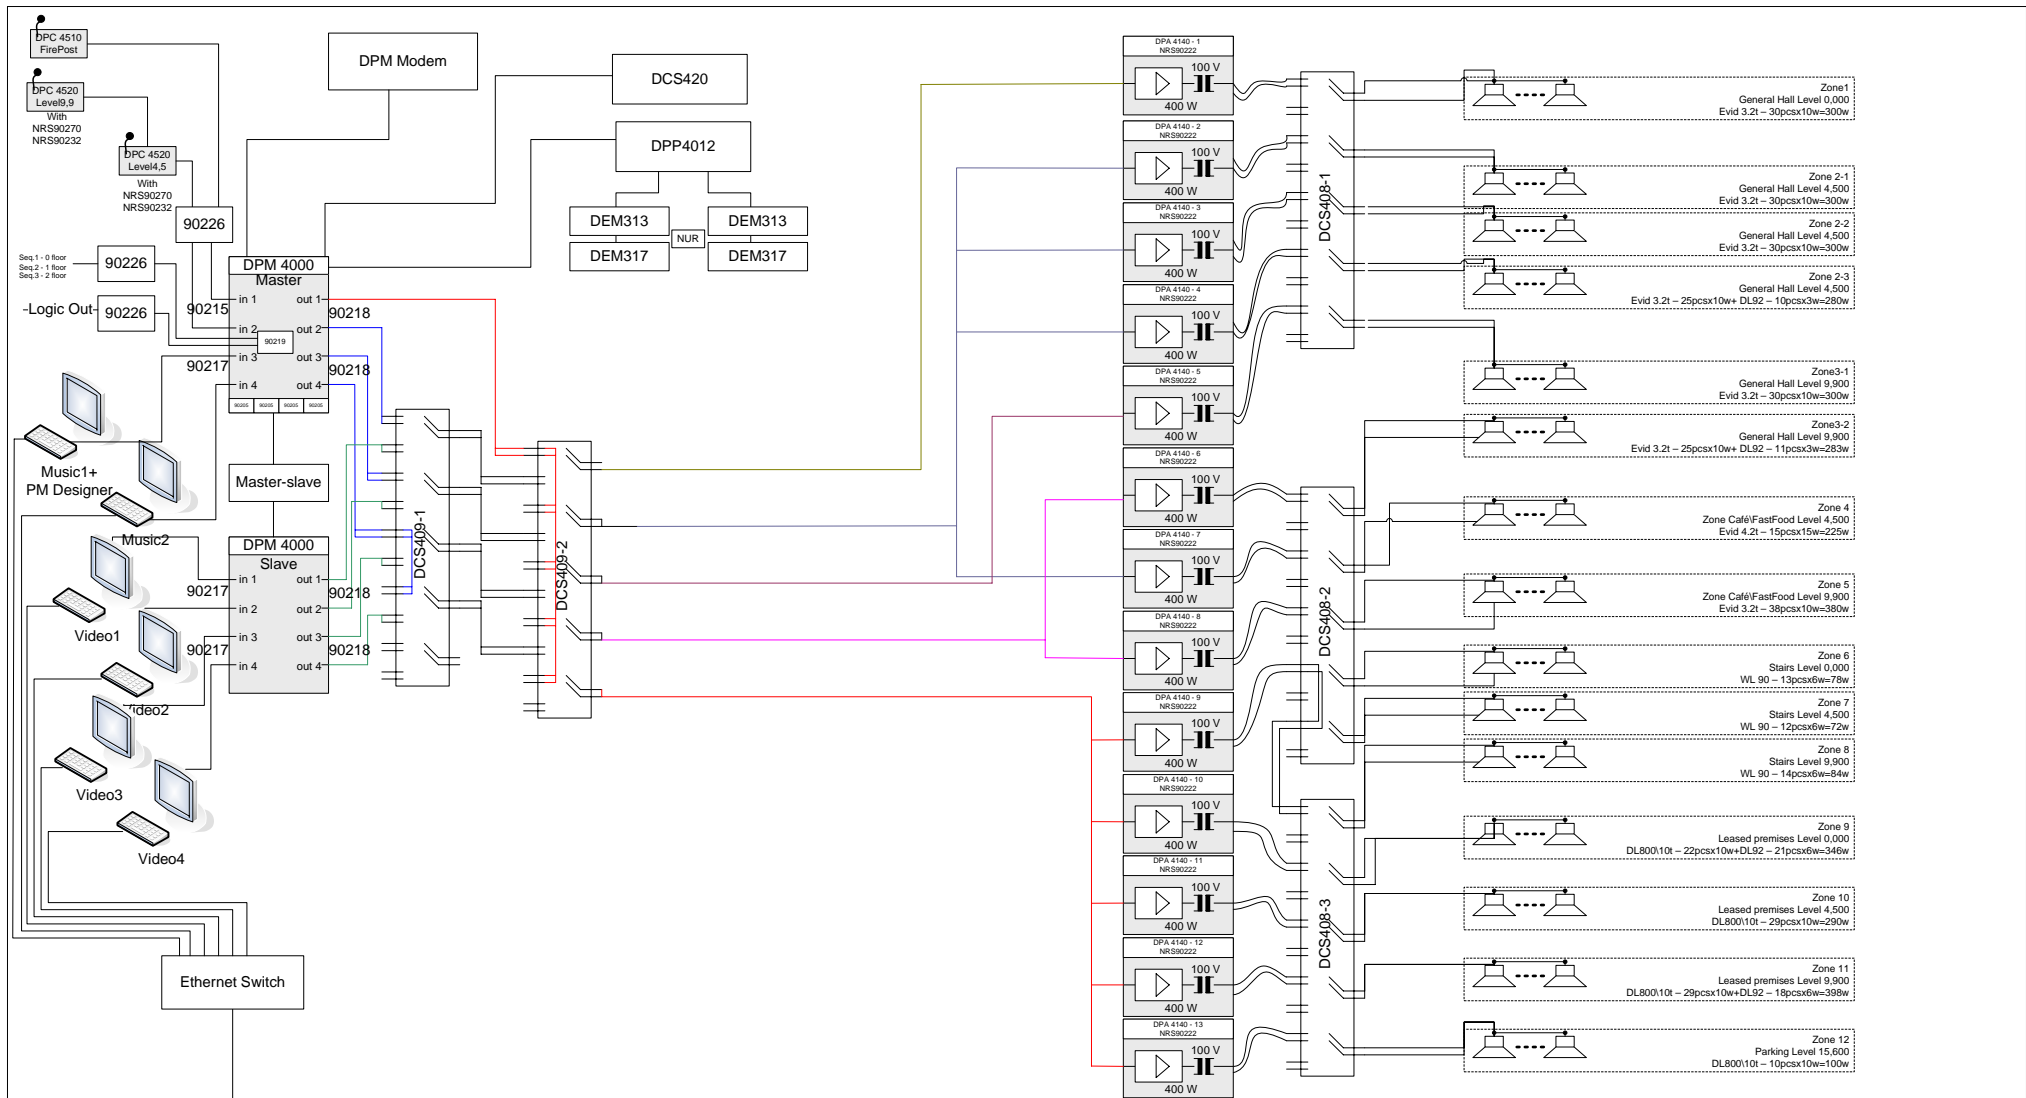 DPC 4510
FirePost
DPC 4520
Level9,9
With
NRS90270
NRS90232
DPC 4520
Level4,5
With
NRS90270
NRS90232
90226
Seq.1 - 0 floor
Seq.2 - 1 floor
Seq.3 - 2 floor
90226
-Logic Out-
90226
DPM Modem
DCS420
DPP4012
DEM313
DEM317
NUR
DEM313
DEM317
DPM 4000
Master
in 1
in 2
in 3
in 4
out 1
out 2
out 3
out 4
90215
90217
90218
90218
90219
90205
90205
90205
90205
Master-slave
DPM 4000
Slave
in 1
in 2
in 3
in 4
out 1
out 2
out 3
out 4
90217
90217
90218
90218
Music1+
PM Designer
Music2
Video1
Video2
Video3
Video4
Ethernet Switch
DCS409-1
DCS409-2
DPA 4140 - 1
NRS90222
100 V
400 W
DPA 4140 - 2
NRS90222
100 V
400 W
DPA 4140 - 3
NRS90222
100 V
400 W
DPA 4140 - 4
NRS90222
100 V
400 W
DPA 4140 - 5
NRS90222
100 V
400 W
DPA 4140 - 6
NRS90222
100 V
400 W
DPA 4140 - 7
NRS90222
100 V
400 W
DPA 4140 - 8
NRS90222
100 V
400 W
DPA 4140 - 9
NRS90222
100 V
400 W
DPA 4140 - 10
NRS90222
100 V
400 W
DPA 4140 - 11
NRS90222
100 V
400 W
DPA 4140 - 12
NRS90222
100 V
400 W
DPA 4140 - 13
NRS90222
100 V
400 W
DCS408-1
DCS408-2
DCS408-3
Zone1
General Hall Level 0,000
Evid 3.2t – 30pcsx10w=300w
Zone 2-1
General Hall Level 4,500
Evid 3.2t – 30pcsx10w=300w
Zone 2-2
General Hall Level 4,500
Evid 3.2t – 30pcsx10w=300w
Zone 2-3
General Hall Level 4,500
Evid 3.2t – 25pcsx10w+ DL92 – 10pcsx3w=280w
Zone3-1
General Hall Level 9,900
Evid 3.2t – 30pcsx10w=300w
Zone3-2
General Hall Level 9,900
Evid 3.2t – 25pcsx10w+ DL92 – 11pcsx3w=283w
Zone 4
Zone Café\FastFood Level 4,500
Evid 4.2t – 15pcsx15w=225w
Zone 5
Zone Café\FastFood Level 9,900
Evid 3.2t – 38pcsx10w=380w
Zone 6
Stairs Level 0,000
WL 90 – 13pcsx6w=78w
Zone 7
Stairs Level 4,500
WL 90 – 12pcsx6w=72w
Zone 8
Stairs Level 9,900
WL 90 – 14pcsx6w=84w
Zone 9
Leased premises Level 0,000
DL800\10t – 22pcsx10w+DL92 – 21pcsx6w=346w
Zone 10
Leased premises Level 4,500
DL800\10t – 29pcsx10w=290w
Zone 11
Leased premises Level 9,900
DL800\10t – 29pcsx10w+DL92 – 18pcsx6w=398w
Zone 12
Parking Level 15,600
DL800\10t – 10pcsx10w=100w